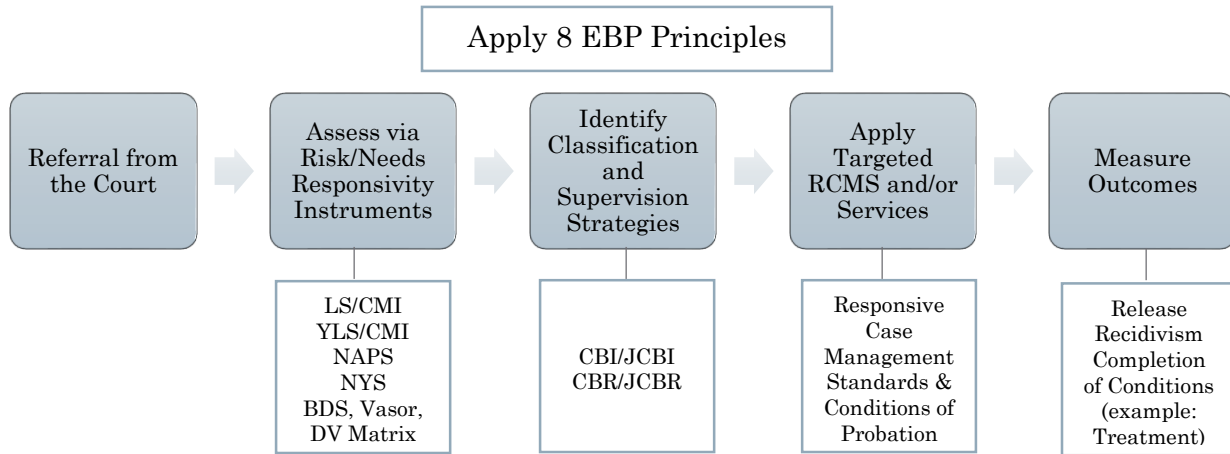 Apply 8 EBP Principles
Referral from
the Court
Assess via
Risk/Needs
Responsivity
Instruments
Identify
Classification
and
Supervision
Strategies
Apply
Targeted
RCMS and/or
Services
Measure
Outcomes
LS/CMI
YLS/CMI
NAPS
NYS
BDS, Vasor,
DV Matrix
CBI/JCBI
CBR/JCBR
Responsive
Case
Management
Standards &
Conditions of
Probation
Release
Recidivism
Completion
of Conditions
(example:
Treatment)